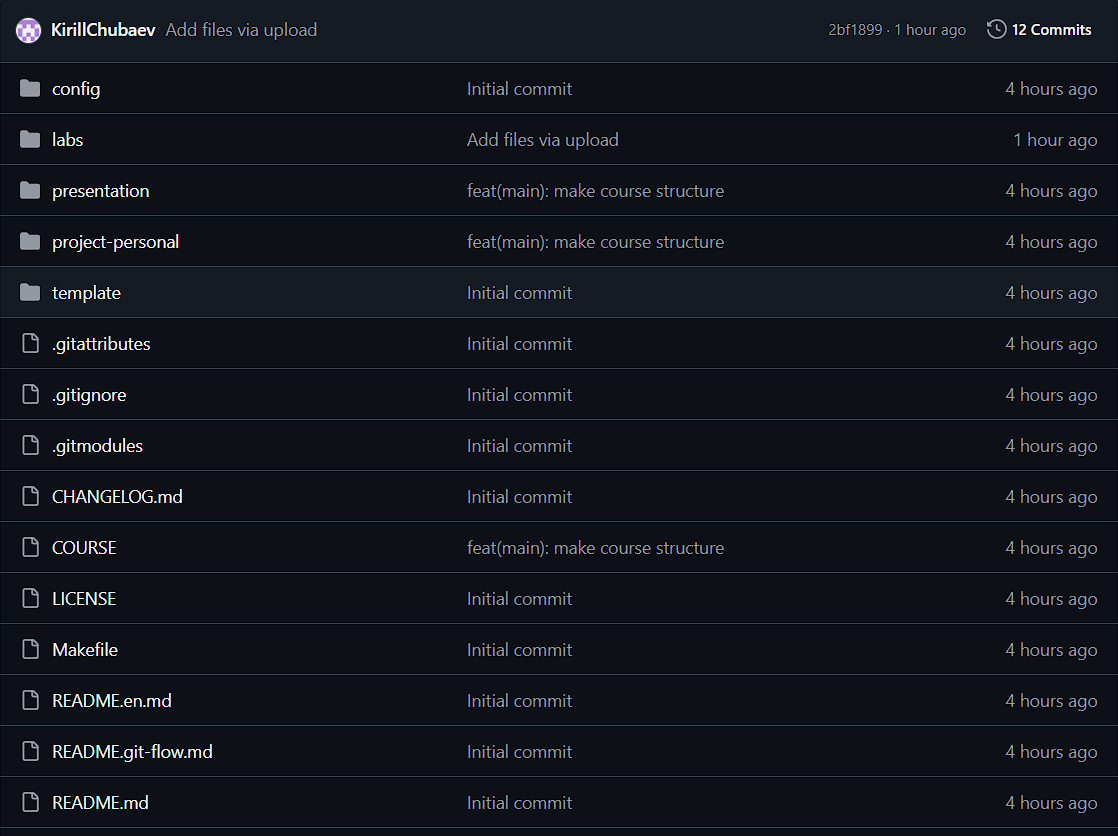 KirillChubaev Add files via upload 2bf1899 · 1 hour ago 12 Commits
config Initial commit 4 hours ago
labs Add files via upload 1 hour ago
presentation feat(main): make course structure 4 hours ago
project-personal feat(main): make course structure 4 hours ago
template Initial commit 4 hours ago
.gitattributes Initial commit 4 hours ago
.gitignore Initial commit 4 hours ago
.gitmodules Initial commit 4 hours ago
CHANGELOG.md Initial commit 4 hours ago
COURSE feat(main): make course structure 4 hours ago
LICENSE Initial commit 4 hours ago
Makefile Initial commit 4 hours ago
README.en.md Initial commit 4 hours ago
README.git-flow.md Initial commit 4 hours ago
README.md Initial commit 4 hours ago